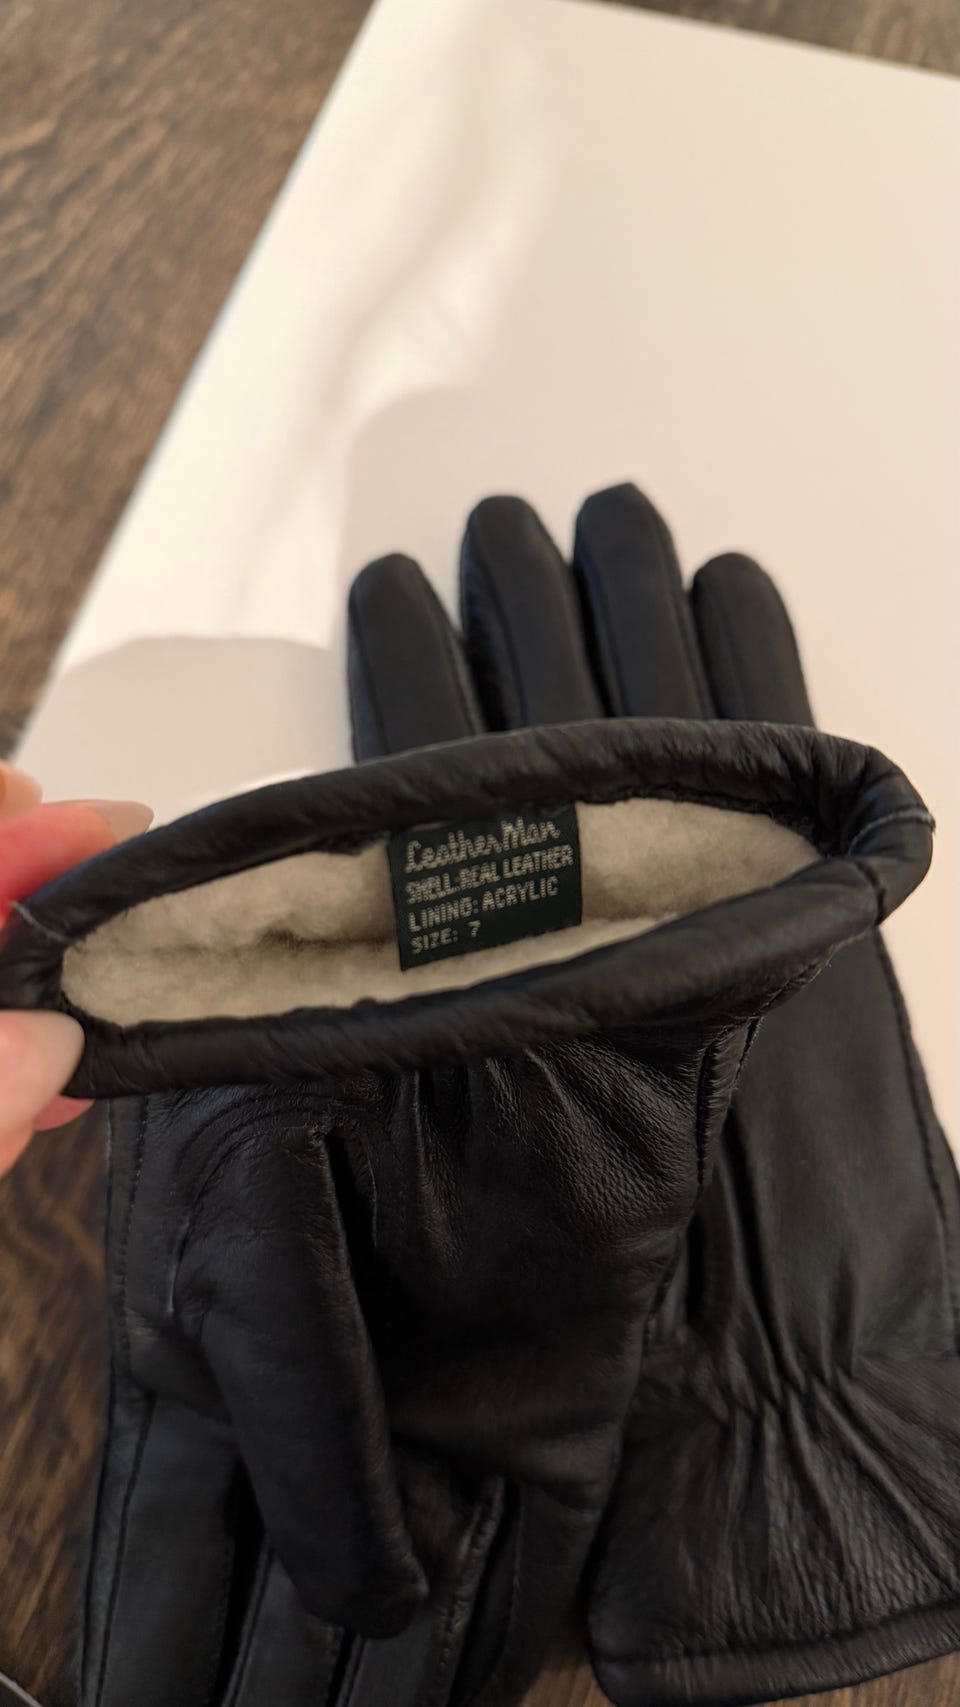 LeatherMan
SHELL:REAL LEATHER
LINING: ACRYLIC
SIZE: 7